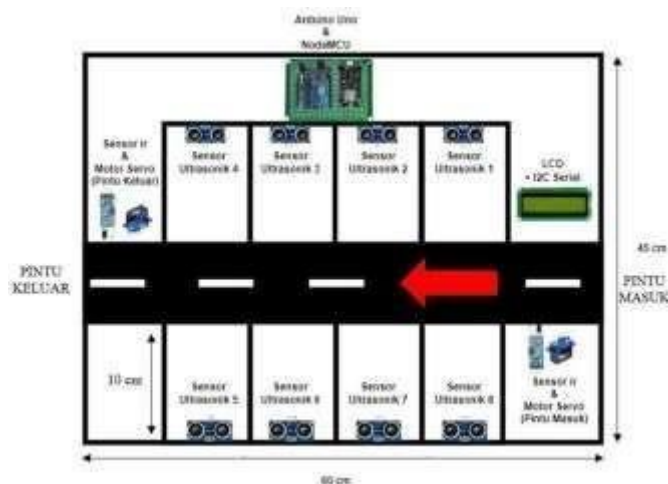 Arduino Uno
&
NodeMCU
Sensor ir
&
Motor Servo
(Pintu Keluar)
Sensor
Ultrasonik 4
Sensor
Ultrasonik 3
Sensor
Ultrasonik 2
Sensor
Ultrasonik 1
LCD
+ I2C Serial
45 cm
PINTU
KELUAR
PINTU
MASUK
10 cm
Sensor
Ultrasonik 5
Sensor
Ultrasonik 6
Sensor
Ultrasonik 7
Sensor
Ultrasonik 8
Sensor ir
&
Motor Servo
(Pintu Masuk)
60 cm